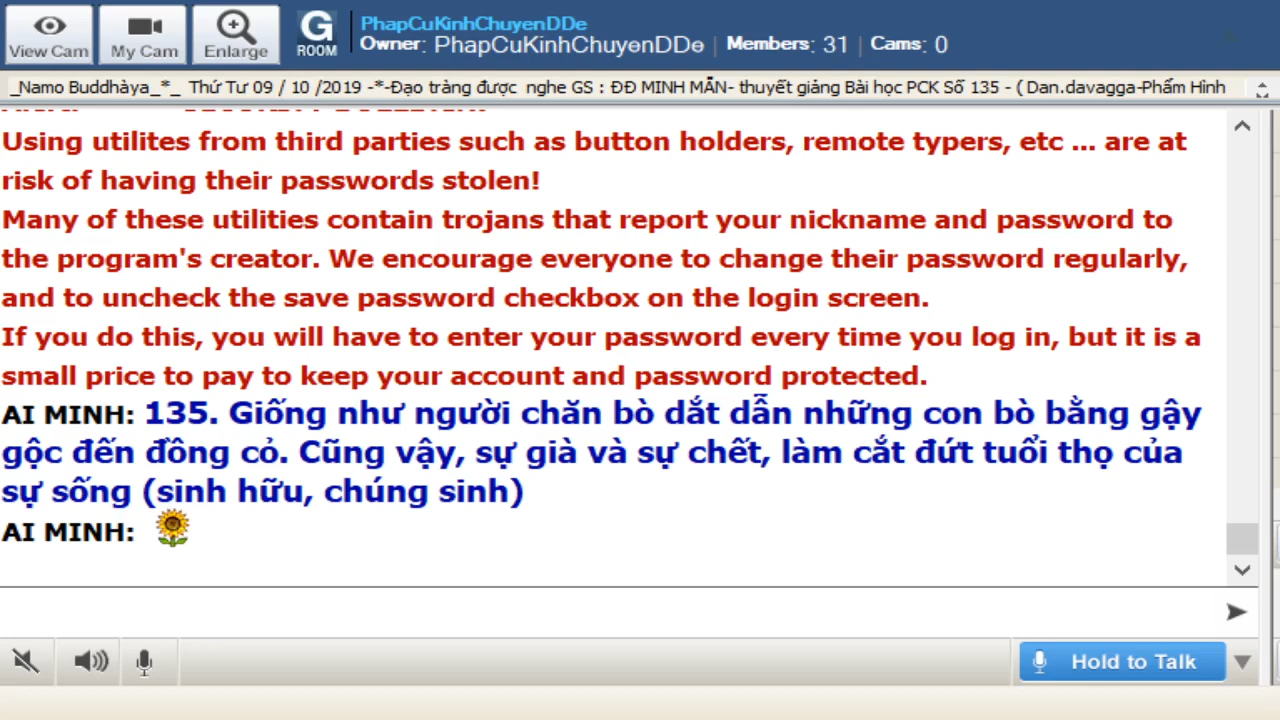 View Cam
My Cam
Enlarge
G
ROOM
PhapCuKinhChuyenDDe
Owner: PhapCuKinhChuyenDDe | Members: 31 | Cams: 0
_Namo Buddhàya_*_ Thứ Tư 09 / 10 /2019 -*-Đạo tràng được nghe GS : ĐĐ MINH MẪN- thuyết giảng Bài học PCK Số 135 - ( Dan.davagga-Phẩm Hình
Using utilites from third parties such as button holders, remote typers, etc ... are at
risk of having their passwords stolen!
Many of these utilities contain trojans that report your nickname and password to
the program's creator. We encourage everyone to change their password regularly,
and to uncheck the save password checkbox on the login screen.
If you do this, you will have to enter your password every time you log in, but it is a
small price to pay to keep your account and password protected.
AI MINH: 135. Giống như người chăn bò dắt dẫn những con bò bằng gậy
gộc đến đồng cỏ. Cũng vậy, sự già và sự chết, làm cắt đứt tuổi thọ của
sự sống (sinh hữu, chúng sinh)
AI MINH:
Hold to Talk